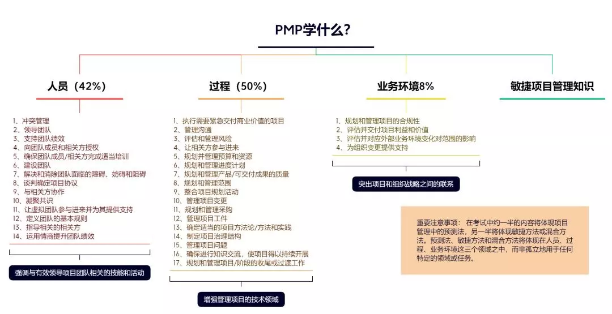 PMP学什么?
人员（42%）
1、冲突管理
2、领导团队
3、支持团队绩效
4、向团队成员和相关方授权
5、确保团队成员/相关方完成适当培训
6、建设团队
7、解决和消除团队面临的障碍、妨碍和阻碍
8、谈判确定项目协议
9、与相关方协作
10、凝聚共识
11、让虚拟团队参与进来并为其提供支持
12、定义团队的基本规则
13、指导相关的相关方
14、运用情商提升团队绩效
强调与有效领导项目团队相关的技能和活动
过程（50%）
1、执行需要紧急交付商业价值的项目
2、管理沟通
3、评估和管理风险
4、让相关方参与进来
5、规划并管理预算和资源
6、规划和管理进度计划
7、规划和管理产品/可交付成果的质量
8、规划和管理范围
9、整合项目规划活动
10、管理项目变更
11、规划和管理采购
12、管理项目工件
13、确定适当的项目方法论/方法和实践
14、制定项目治理结构
15、管理项目问题
16、确保进行知识交流，使项目得以持续开展
17、规划和管理项目/阶段的收尾或过渡工作
增强管理项目的技术领域
业务环境8%
1、规划和管理项目的合规性
2、评估并交付项目利益和价值
3、评估并对应外部业务环境变化对范围的影响
4、为组织变更提供支持
突出项目和组织战略之间的联系
敏捷项目管理知识
重要注意事项：在考试中约一半的内容将体现项目
管理中的预测法，另一半将体现敏捷方法或混合方
法。预测法、敏捷方法和混合方法将体现在人员、过
程、业务环境这三个领域之中，而非孤立地用于任何
特定的领域或任务。